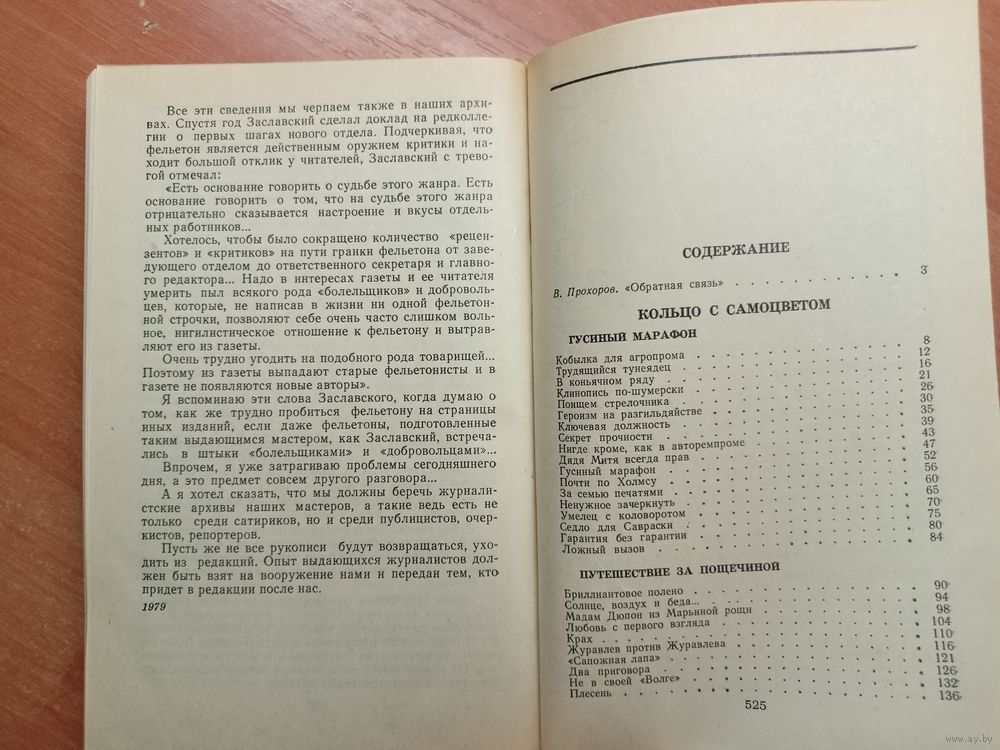 Все эти сведения мы черпаем также в наших архи-
вах. Спустя год Заславский сделал доклад на редколле-
гии о первых шагах нового отдела. Подчеркивая, что
фельетон является действенным оружием критики и на-
ходит большой отклик у читателей, Заславский с трево-
гой отмечал:
«Есть основание говорить о судьбе этого жанра. Есть
основание говорить о том, что на судьбе этого жанра
отрицательно сказывается настроение и вкусы отдель-
ных работников...
Хотелось, чтобы было сокращено количество «рецен-
зентов» и «критиков» на пути гранки фельетона от заве-
дующего отделом до ответственного секретаря и главно-
го редактора... Надо в интересах газеты и ее читателя
умерить пыл всякого рода «болельщиков» и доброволь-
цев, которые, не написав в жизни ни одной фельетон-
ной строчки, позволяют себе очень часто слишком воль-
ное, нигилистическое отношение к фельетону и вытрав-
ляют его из газеты.
Очень трудно угодить на подобного рода товарищей...
Поэтому из газеты выпадают старые фельетонисты и в
газете не появляются новые авторы».
Я вспоминаю эти слова Заславского, когда думаю о
том, как же трудно пробиться фельетону на страницы
иных изданий, если даже фельетоны, подготовленные
таким выдающимся мастером, как Заславский, встреча-
лись в штыки «болельщиками» и «добровольцами»...
Впрочем, я уже затрагиваю проблемы сегодняшнего
дня, а это предмет совсем другого разговора...
А я хотел сказать, что мы должны беречь журнали-
стские архивы наших мастеров, а такие ведь есть не
только среди сатириков, но и среди публицистов, очер-
кистов, репортеров.
Пусть же не все рукописи будут возвращаться, ухо-
дить из редакций. Опыт выдающихся журналистов дол-
жен быть взят на вооружение нами и передан тем, кто
придет в редакции после нас.
1979
СОДЕРЖАНИЕ
В. Прохоров. «Обратная связь» . . . . . . . . 3
КОЛЬЦО С САМОЦВЕТОМ
ГУСИНЫЙ МАРАФОН
Кобылка для агропрома . . . . . . . . 8
Трудящийся тунеядец . . . . . . . . 12
В коньячном ряду . . . . . . . . 16
Клинопись по-шумерски . . . . . . . . 21
Поищем стрелочника . . . . . . . . 26
Героизм на разгильдяйстве . . . . . . . . 30
Ключевая должность . . . . . . . . 35
Секрет прочности . . . . . . . . 39
Нигде кроме, как в авторемпроме . . . . . . . . 43
Дядя Митя всегда прав . . . . . . . . 47
Гусиный марафон . . . . . . . . 52
Почти по Холмсу . . . . . . . . 56
За семью печатями . . . . . . . . 60
Ненужное зачеркнуть . . . . . . . . 65
Умелец с коловоротом . . . . . . . . 70
Седло для Савраски . . . . . . . . 75
Гарантия без гарантии . . . . . . . . 80
Ложный вызов . . . . . . . . 84
ПУТЕШЕСТВИЕ ЗА ПОЩЕЧИНОЙ
Бриллиантовое полено . . . . . . . . 90
Солнце, воздух и беда... . . . . . . . . 94
Мадам Дюпон из Марьиной рощи . . . . . . . . 98
Любовь с первого взгляда . . . . . . . . 104
Крах . . . . . . . . 110
Журавлев против Журавлева . . . . . . . . 116
«Сапожная лапа» . . . . . . . . 121
Два приговора . . . . . . . . 126
Не в своей «Волге» . . . . . . . . 132
Плесень . . . . . . . . 136
525
www.ay.by